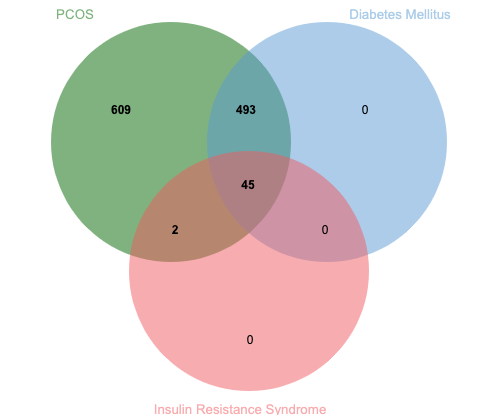 PCOS
Diabetes Mellitus
609
493
0
45
2
0
0
Insulin Resistance Syndrome